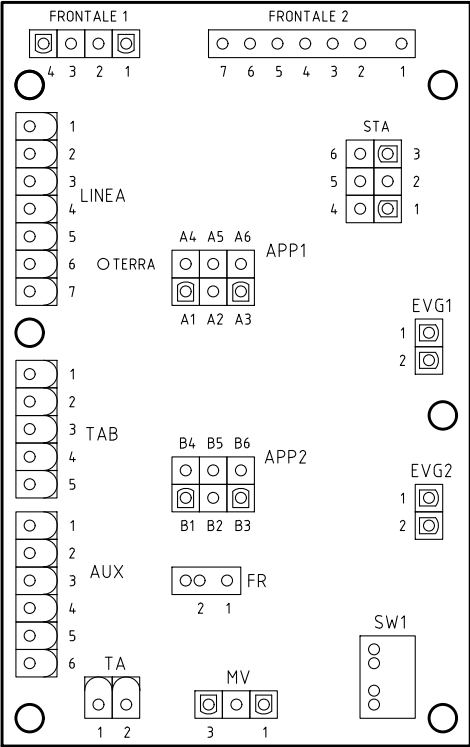 FRONTALE 1
FRONTALE 2
4 3 2 1
7 6 5 4 3 2 1
1
2
3
4
5
6
7
LINEA
TERRA
STA
6 3
5 2
4 1
A4 A5 A6
APP1
A1 A2 A3
EVG1
1
2
1
2
3
4
5
TAB
B4 B5 B6
APP2
B1 B2 B3
EVG2
1
2
1
2
3
4
5
6
AUX
FR
2 1
SW1
TA
1 2
MV
3 1